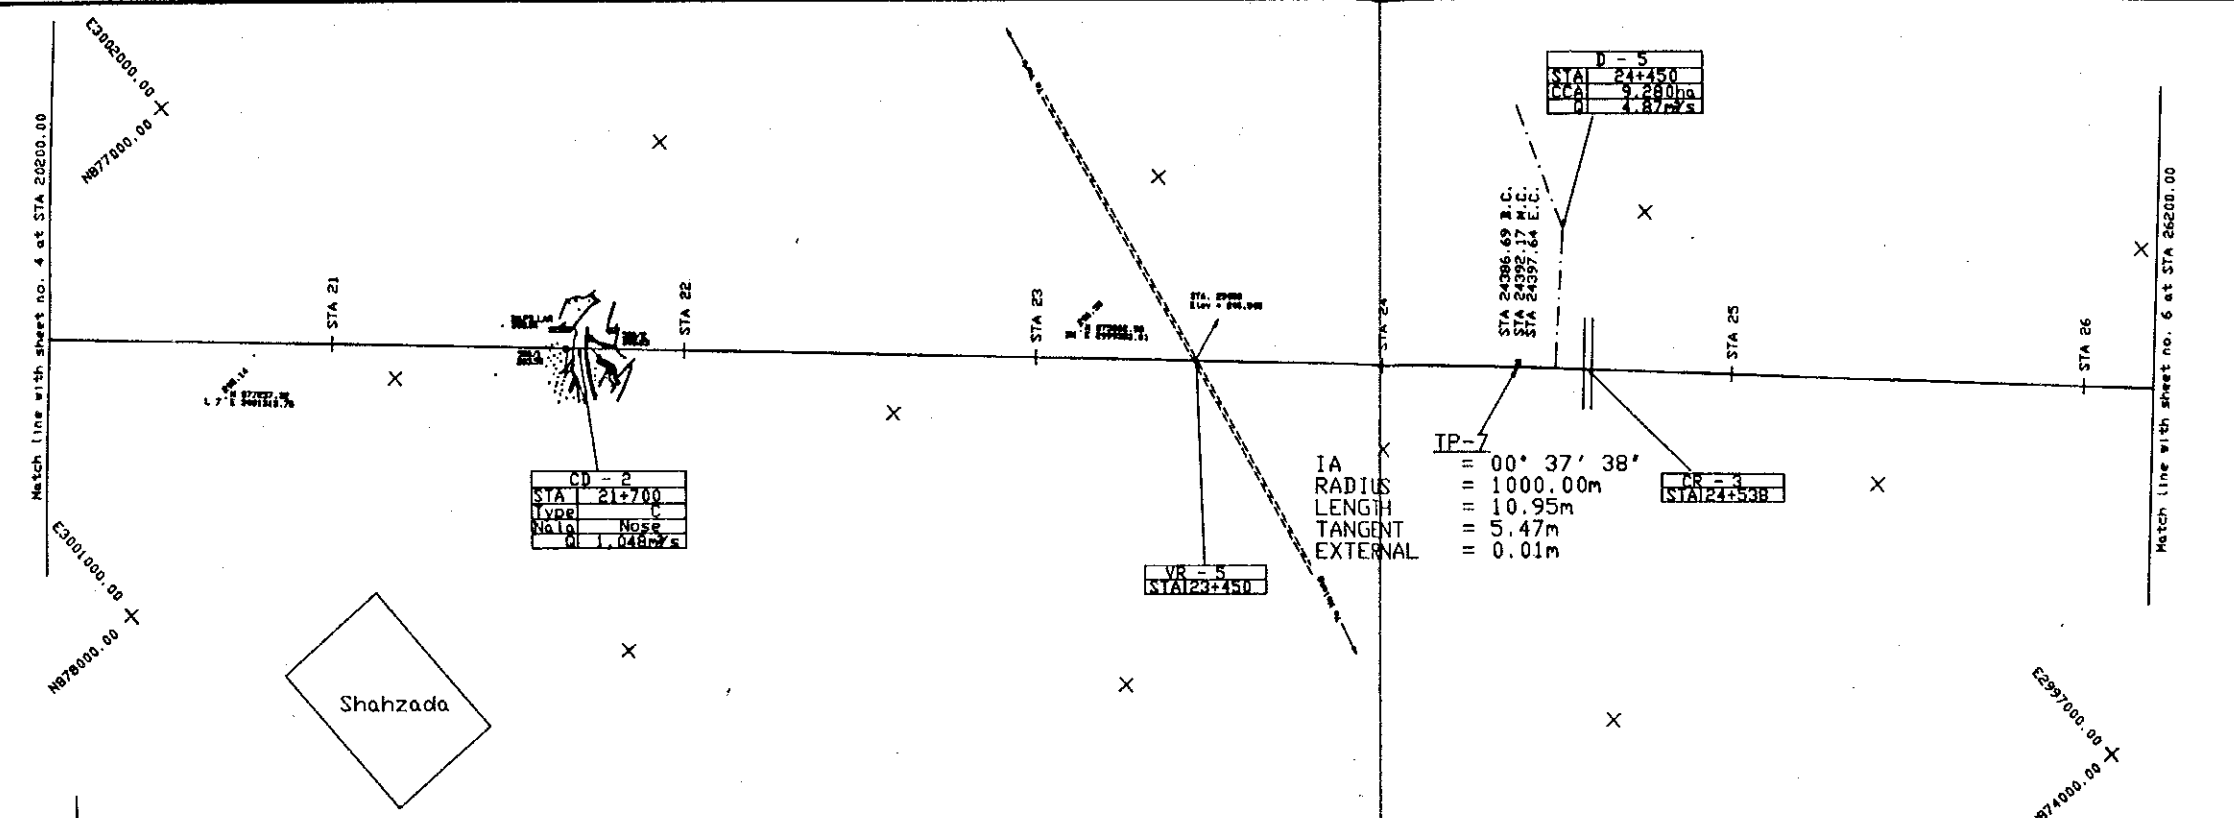 E3002000.00
N877000.00
Match line with sheet no. 4 at STA 20200.00
STA 21
STA 22
STA 23
STA 24
STA 25
STA 26
D - 5
STA 24+450
CCA 9,280ha
Q 4.87m³/s
STA 24386.69 B.C.
STA 24392.17 M.C.
STA 24397.64 E.C.
Match line with sheet no. 6 at STA 26200.00
CD - 2
STA 21+700
Type C
Nala Nose
Q 1,048m³/s
VR - 5
STA 23+450
TP-7
IA = 00° 37' 38"
RADIUS = 1000.00m
LENGTH = 10.95m
TANGENT = 5.47m
EXTERNAL = 0.01m
CR - 3
STA 24+538
E3001000.00
N878000.00
Shahzada
E2997000.00
874000.00